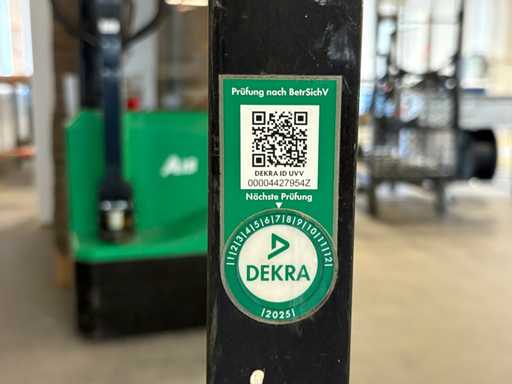 Prüfung nach BetrSichV
DEKRA ID UVV
00004427954Z
Nächste Prüfung
|1|2|3|4|5|6|7|8|9|10|11|12|
DEKRA
|2025|